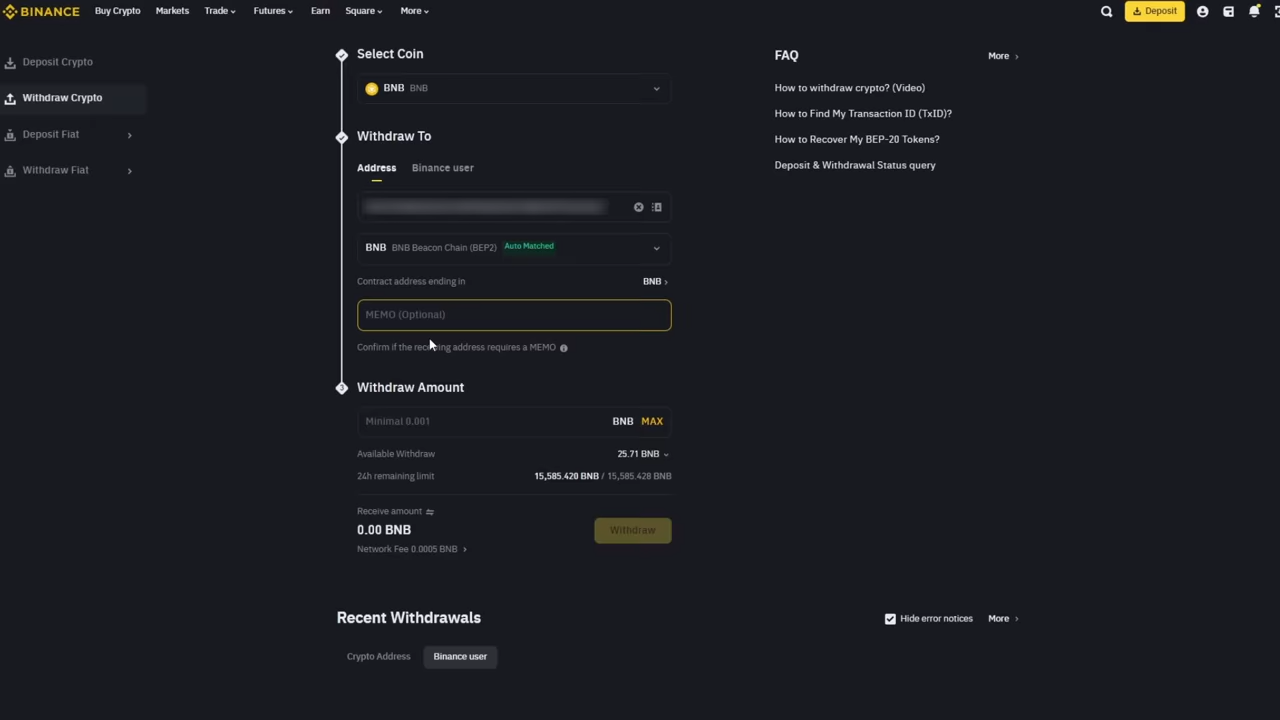 BINANCE Buy Crypto Markets Trade Futures Earn Square More Deposit
Deposit Crypto
Withdraw Crypto
Deposit Fiat
Withdraw Fiat
Select Coin
BNB BNB
Withdraw To
Address Binance user
BNB BNB Beacon Chain (BEP2) Auto Matched
Contract address ending in BNB
MEMO (Optional)
Confirm if the receiving address requires a MEMO
3 Withdraw Amount
Minimal 0.001 BNB MAX
Available Withdraw 25.71 BNB
24h remaining limit 15,585.420 BNB / 15,585.428 BNB
Receive amount
0.00 BNB Withdraw
Network Fee 0.0005 BNB
FAQ More
How to withdraw crypto? (Video)
How to Find My Transaction ID (TxID)?
How to Recover My BEP-20 Tokens?
Deposit & Withdrawal Status query
Recent Withdrawals Hide error notices More
Crypto Address Binance user